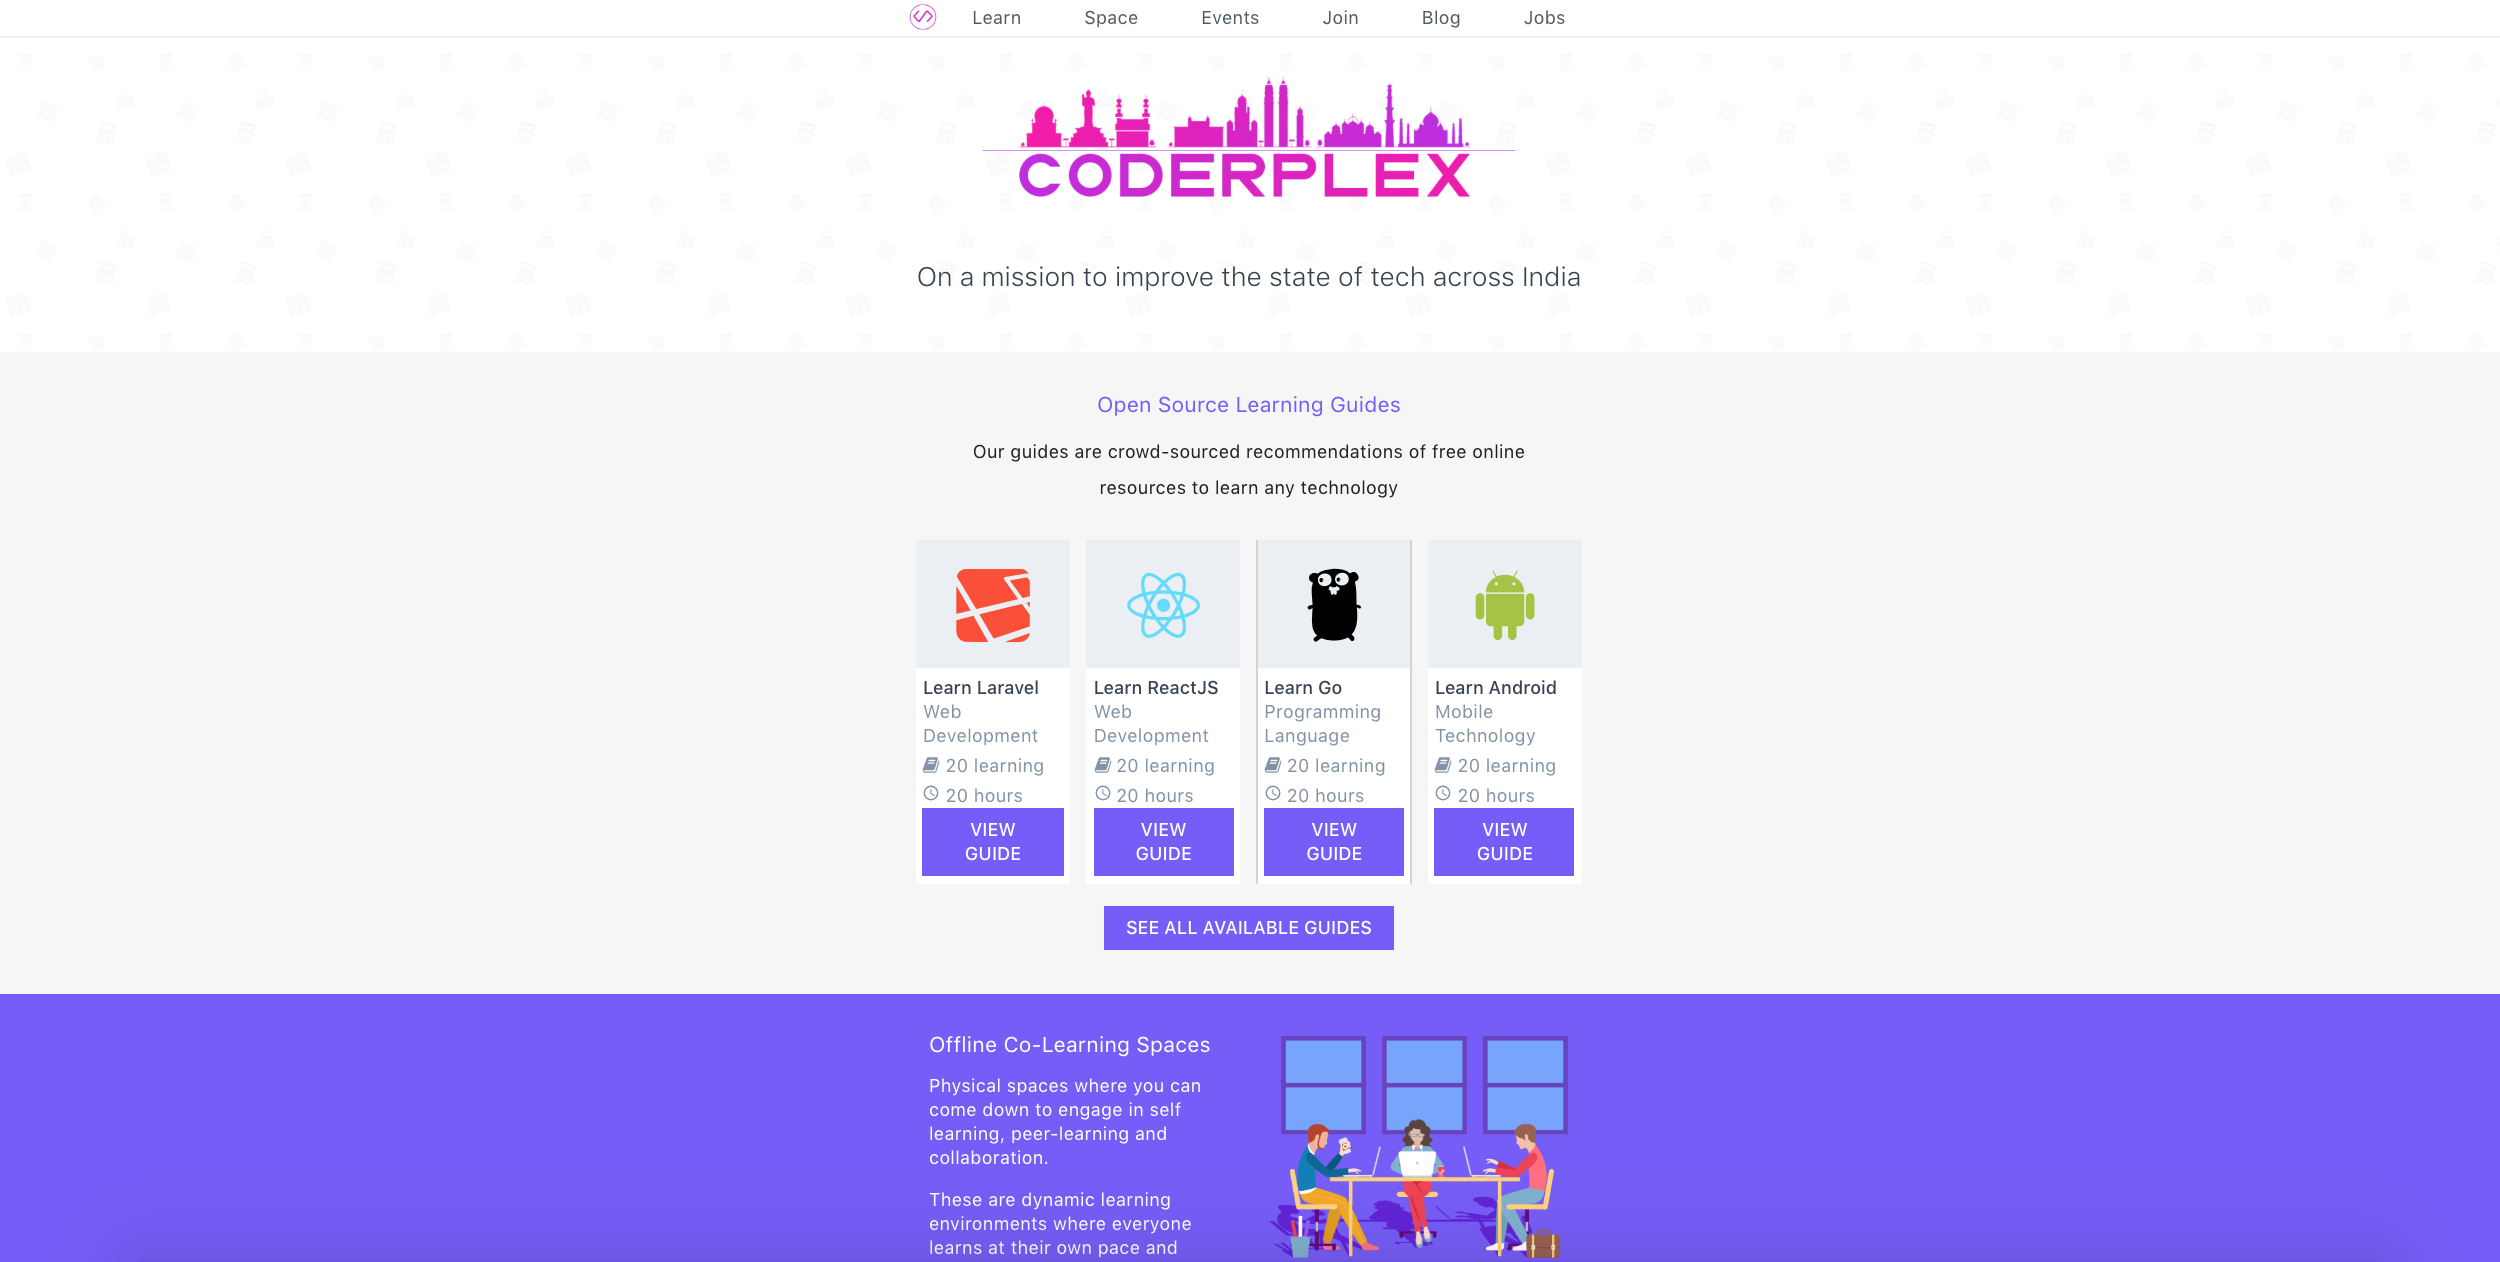 Learn Space Events Join Blog Jobs
CODERPLEX
On a mission to improve the state of tech across India
Open Source Learning Guides
Our guides are crowd-sourced recommendations of free online
resources to learn any technology
Learn Laravel
Web
Development
20 learning
20 hours
VIEW
GUIDE
Learn ReactJS
Web
Development
20 learning
20 hours
VIEW
GUIDE
Learn Go
Programming
Language
20 learning
20 hours
VIEW
GUIDE
Learn Android
Mobile
Technology
20 learning
20 hours
VIEW
GUIDE
SEE ALL AVAILABLE GUIDES
Offline Co-Learning Spaces
Physical spaces where you can
come down to engage in self
learning, peer-learning and
collaboration.
These are dynamic learning
environments where everyone
learns at their own pace and